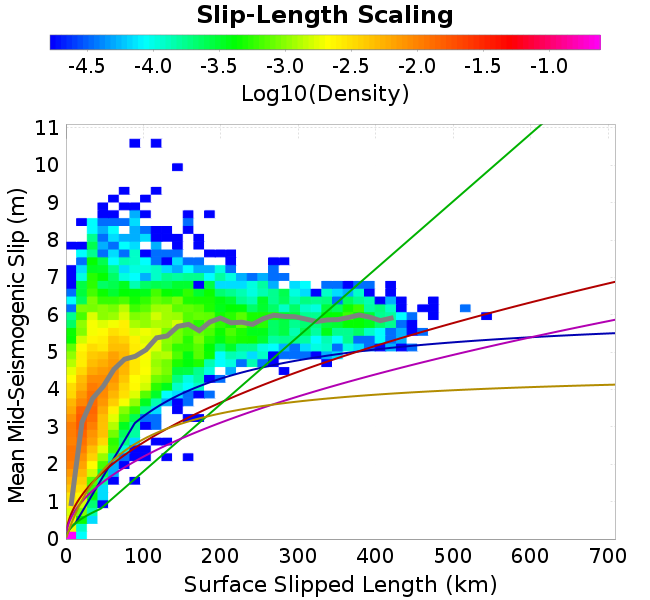 Slip-Length Scaling
-4.5 -4.0 -3.5 -3.0 -2.5 -2.0 -1.5 -1.0
Log10(Density)
11
10
9
8
7
6
5
4
3
2
1
0
Mean Mid-Seismogenic Slip (m)
0 100 200 300 400 500 600 700
Surface Slipped Length (km)